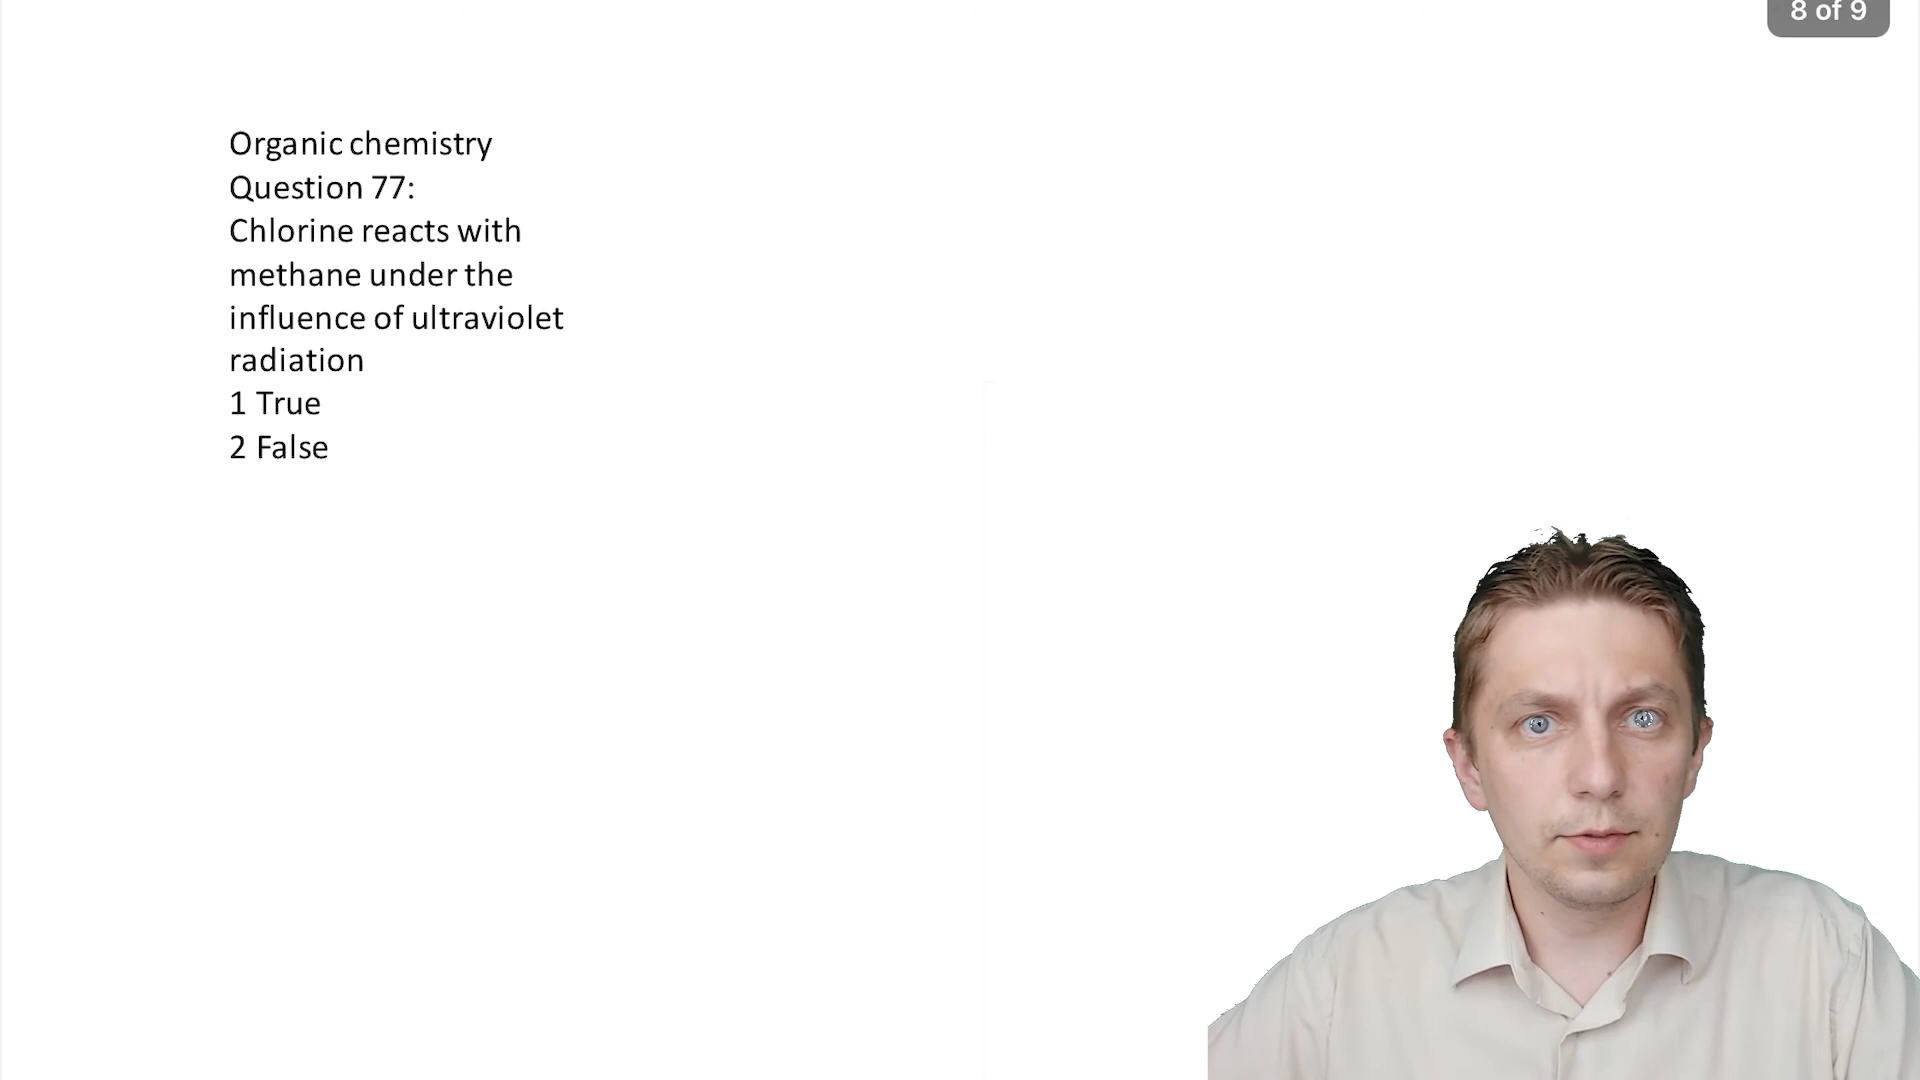 8 of 9
Organic chemistry
Question 77:
Chlorine reacts with
methane under the
influence of ultraviolet
radiation
1 True
2 False